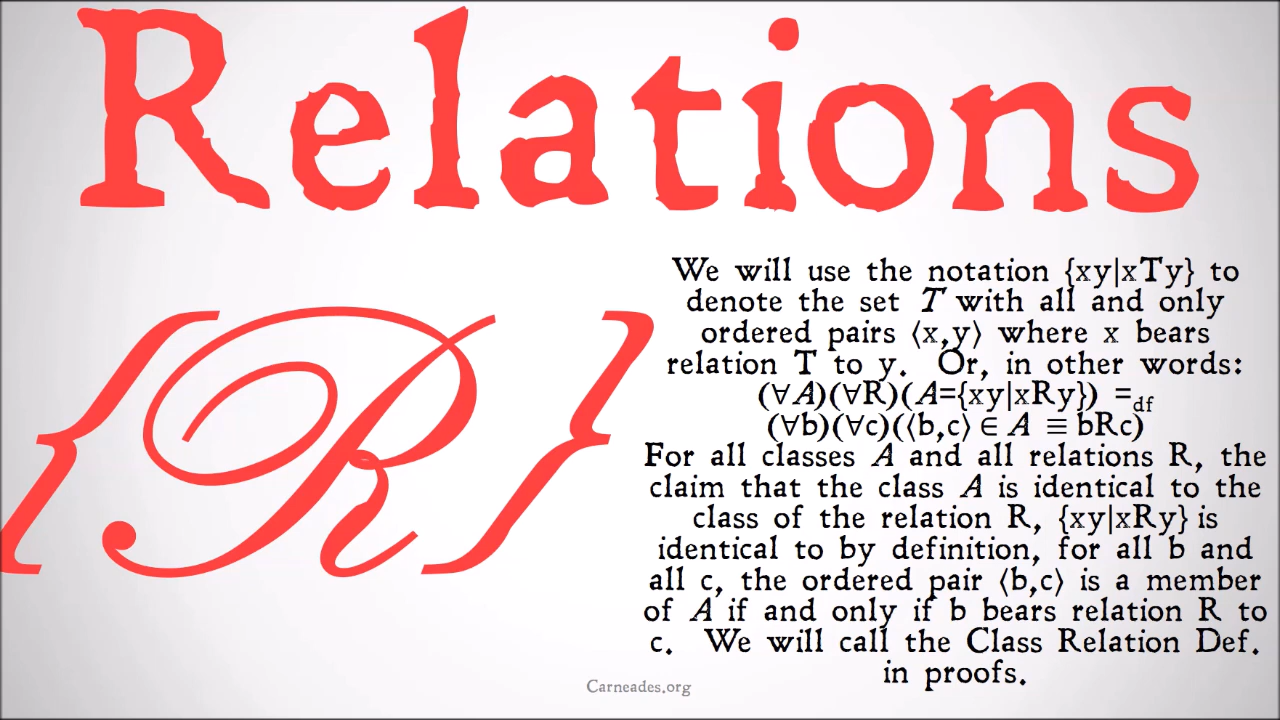 Relations
{R}
We will use the notation {xy|xTy} to
denote the set T with all and only
ordered pairs ⟨x,y⟩ where x bears
relation T to y. Or, in other words:
(∀A)(∀R)(A={xy|xRy}) =df
(∀b)(∀c)(⟨b,c⟩ ∈ A ≡ bRc)
For all classes A and all relations R, the
claim that the class A is identical to the
class of the relation R, {xy|xRy} is
identical to by definition, for all b and
all c, the ordered pair ⟨b,c⟩ is a member
of A if and only if b bears relation R to
c. We will call the Class Relation Def.
in proofs.
Carneades.org